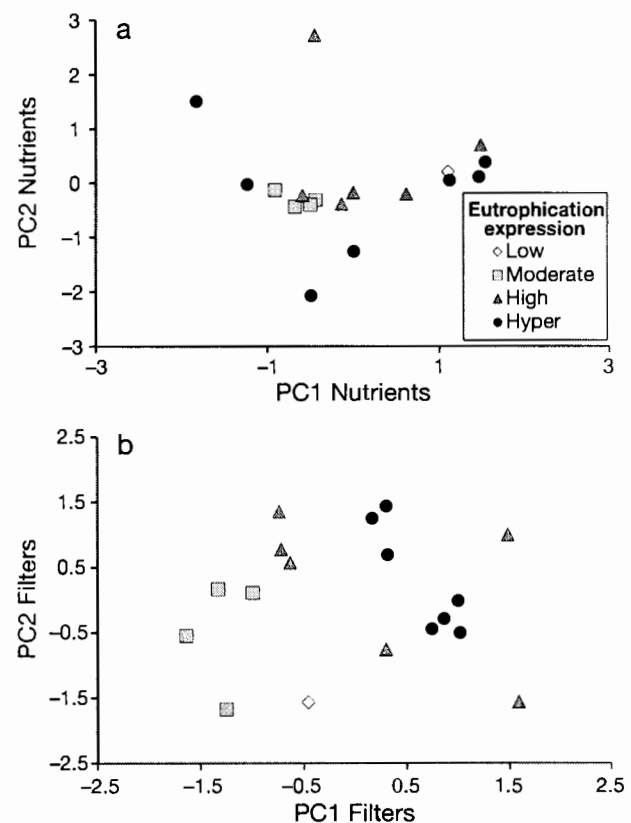 a
3
2
1
0
−1
−2
−3
PC2 Nutrients
−3
−1
1
3
PC1 Nutrients
Eutrophication
expression
Low
Moderate
High
Hyper
b
2.5
1.5
0.5
−0.5
−1.5
−2.5
PC2 Filters
−2.5
−1.5
−0.5
0.5
1.5
2.5
PC1 Filters